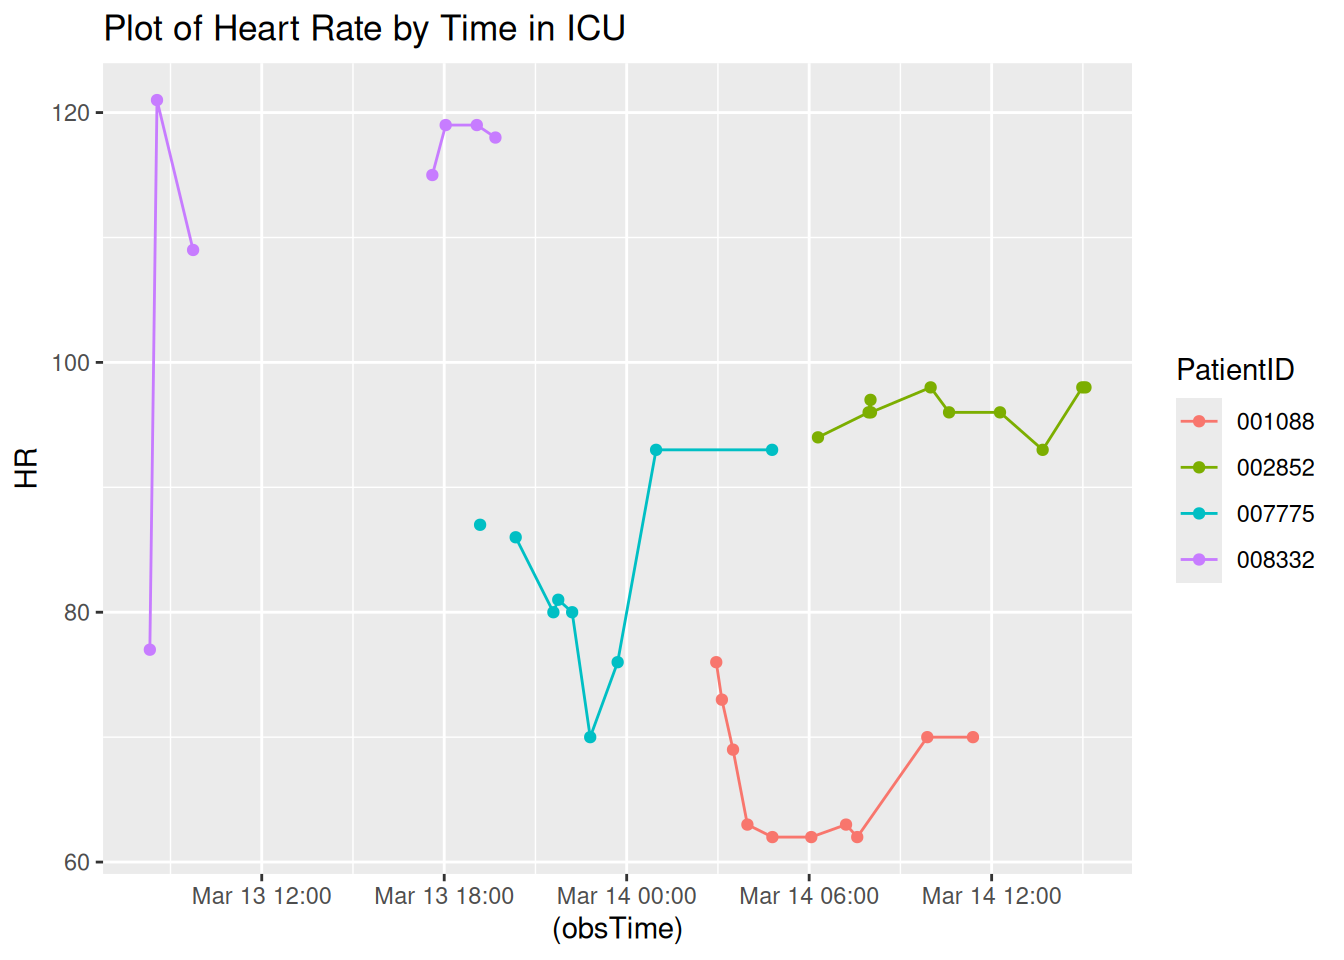 Plot of Heart Rate by Time in ICU
HR
120
100
80
60
Mar 13 12:00 Mar 13 18:00 Mar 14 00:00 Mar 14 06:00 Mar 14 12:00
(obsTime)
PatientID
001088
002852
007775
008332